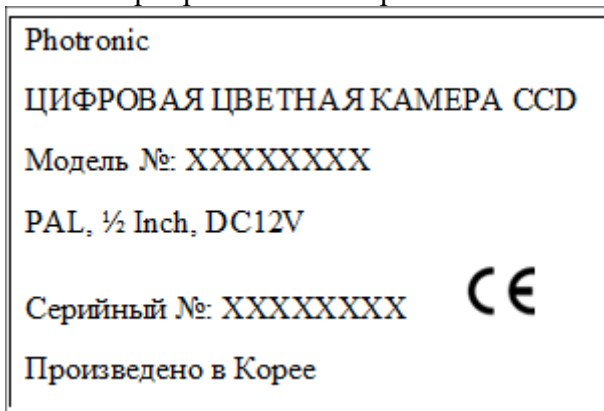 Photronic
ЦИФРОВАЯ ЦВЕТНАЯ КАМЕРА CCD
Модель №: XXXXXXXX
PAL, ½ Inch, DC12V
Серийный №: XXXXXXXX CE
Произведено в Корее